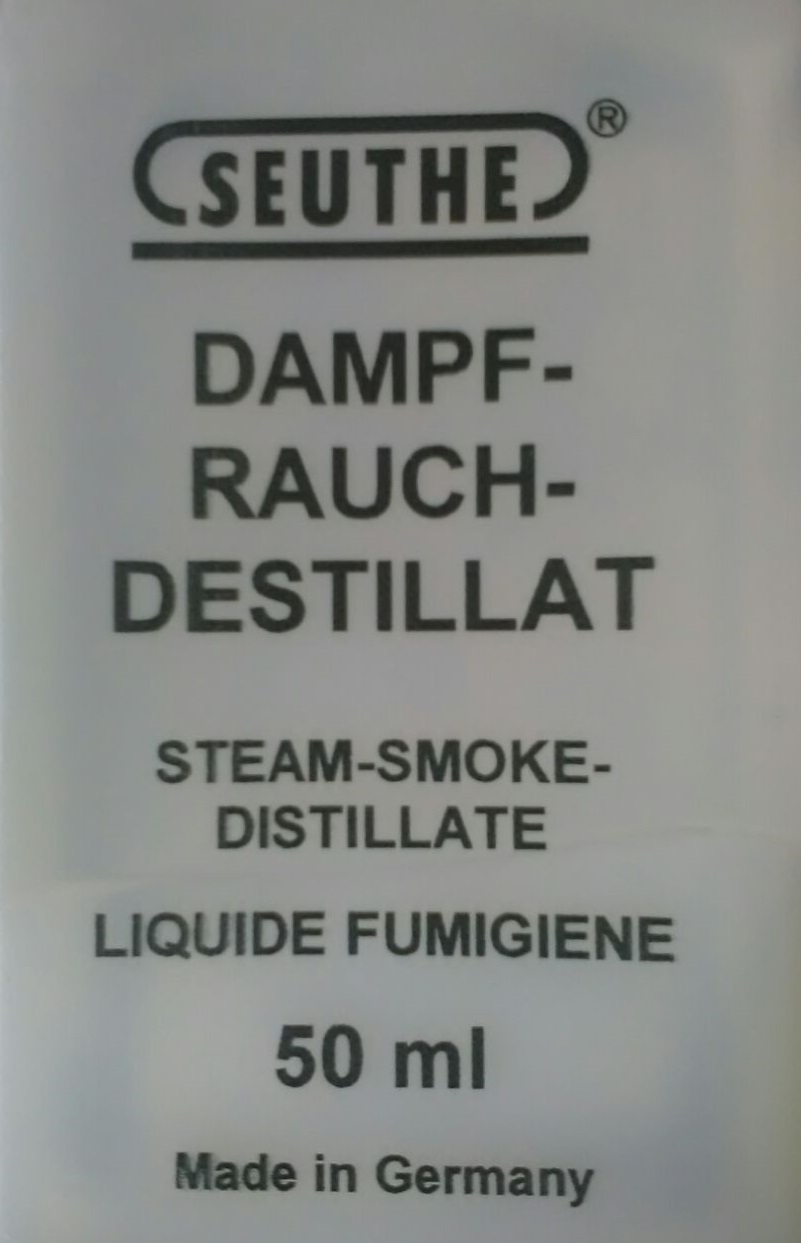 SEUTHE®
DAMPF-
RAUCH-
DESTILLAT
STEAM-SMOKE-
DISTILLATE
LIQUIDE FUMIGIENE
50 ml
Made in Germany